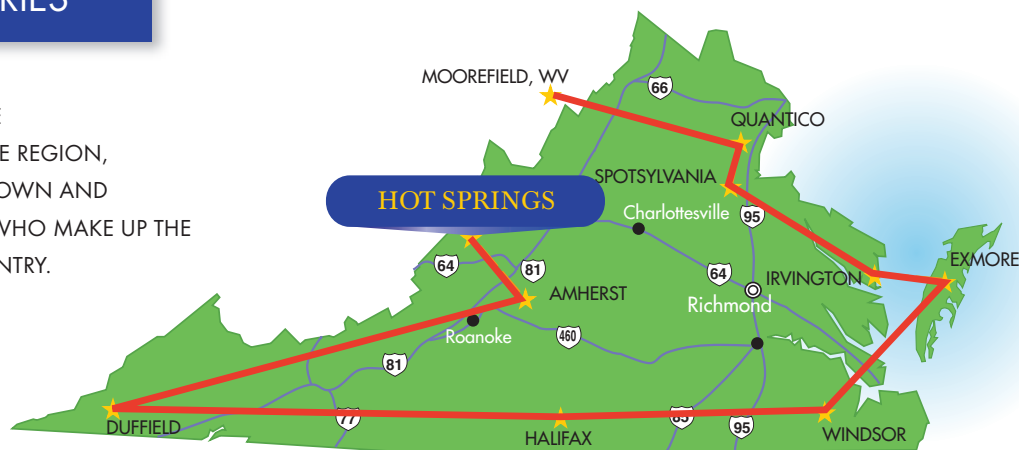 RIES
E
E REGION,
OWN AND
WHO MAKE UP THE
NTRY.
MOOREFIELD, WV
66
QUANTICO
SPOTSYLVANIA
HOT SPRINGS
Charlottesville
95
64
81
64
IRVINGTON
EXMORE
AMHERST
Richmond
Roanoke
460
81
DUFFIELD
77
HALIFAX
85
95
WINDSOR